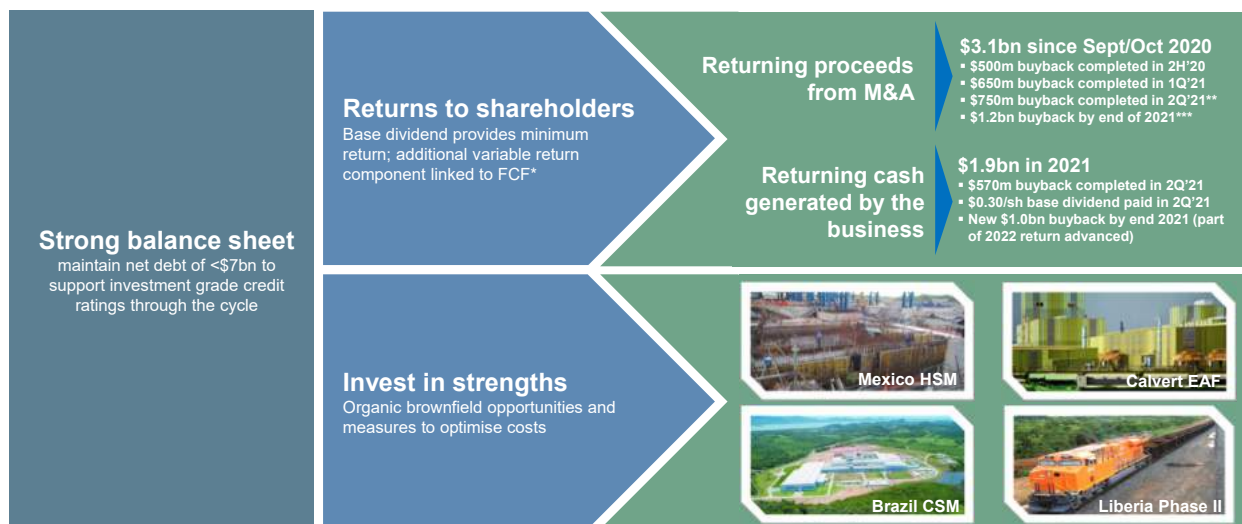 Strong balance sheet
maintain net debt of <$7bn to
support investment grade credit
ratings through the cycle
Returns to shareholders
Base dividend provides minimum
return; additional variable return
component linked to FCF*
Returning proceeds
from M&A
$3.1bn since Sept/Oct 2020
▪ $500m buyback completed in 2H'20
▪ $650m buyback completed in 1Q'21
▪ $750m buyback completed in 2Q'21**
▪ $1.2bn buyback by end of 2021***
Returning cash
generated by the
business
$1.9bn in 2021
▪ $570m buyback completed in 2Q'21
▪ $0.30/sh base dividend paid in 2Q'21
▪ New $1.0bn buyback by end 2021 (part
of 2022 return advanced)
Invest in strengths
Organic brownfield opportunities and
measures to optimise costs
Mexico HSM
Calvert EAF
Brazil CSM
Liberia Phase II